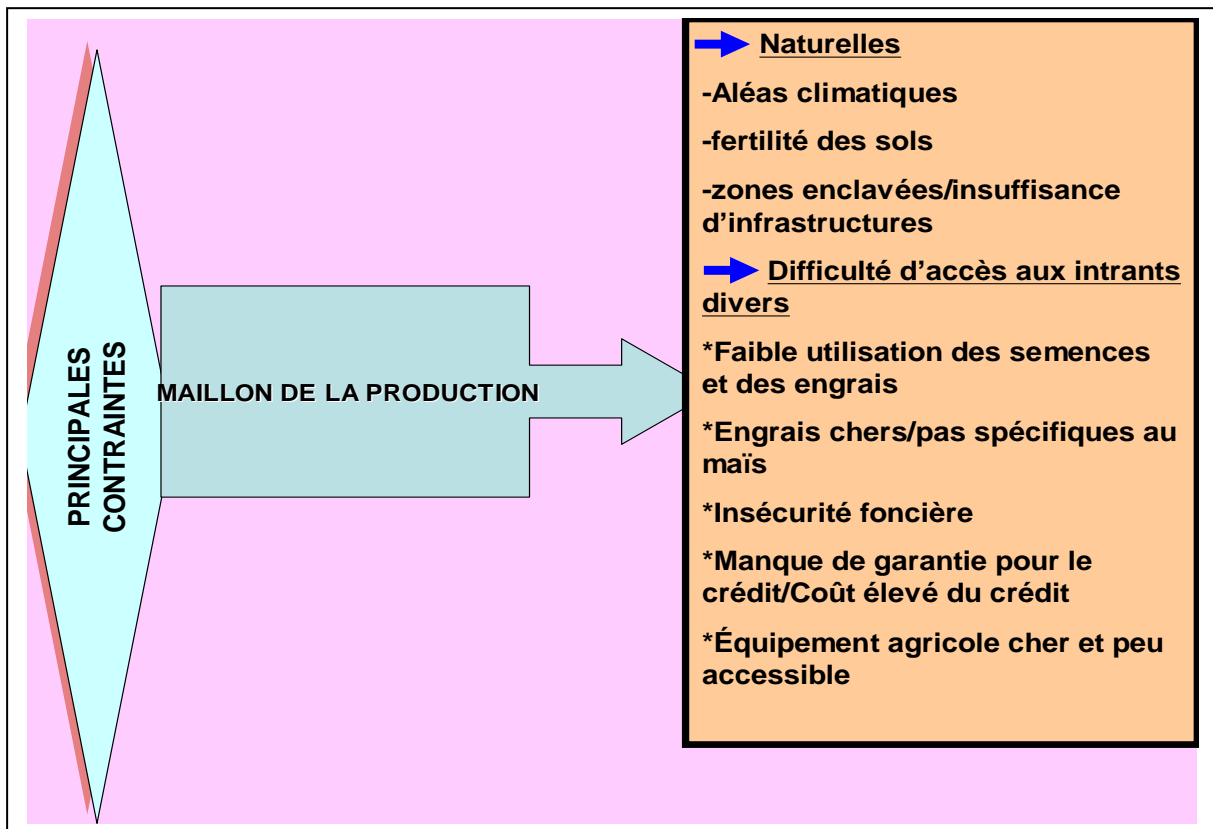 PRINCIPALES
CONTRAINTES
MAILLON DE LA PRODUCTION
Naturelles
-Aléas climatiques
-fertilité des sols
-zones enclavées/insuffisance
d’infrastructures
Difficulté d’accès aux intrants
divers
*Faible utilisation des semences
et des engrais
*Engrais chers/pas spécifiques au
maïs
*Insécurité foncière
*Manque de garantie pour le
crédit/Coût élevé du crédit
*Équipement agricole cher et peu
accessible